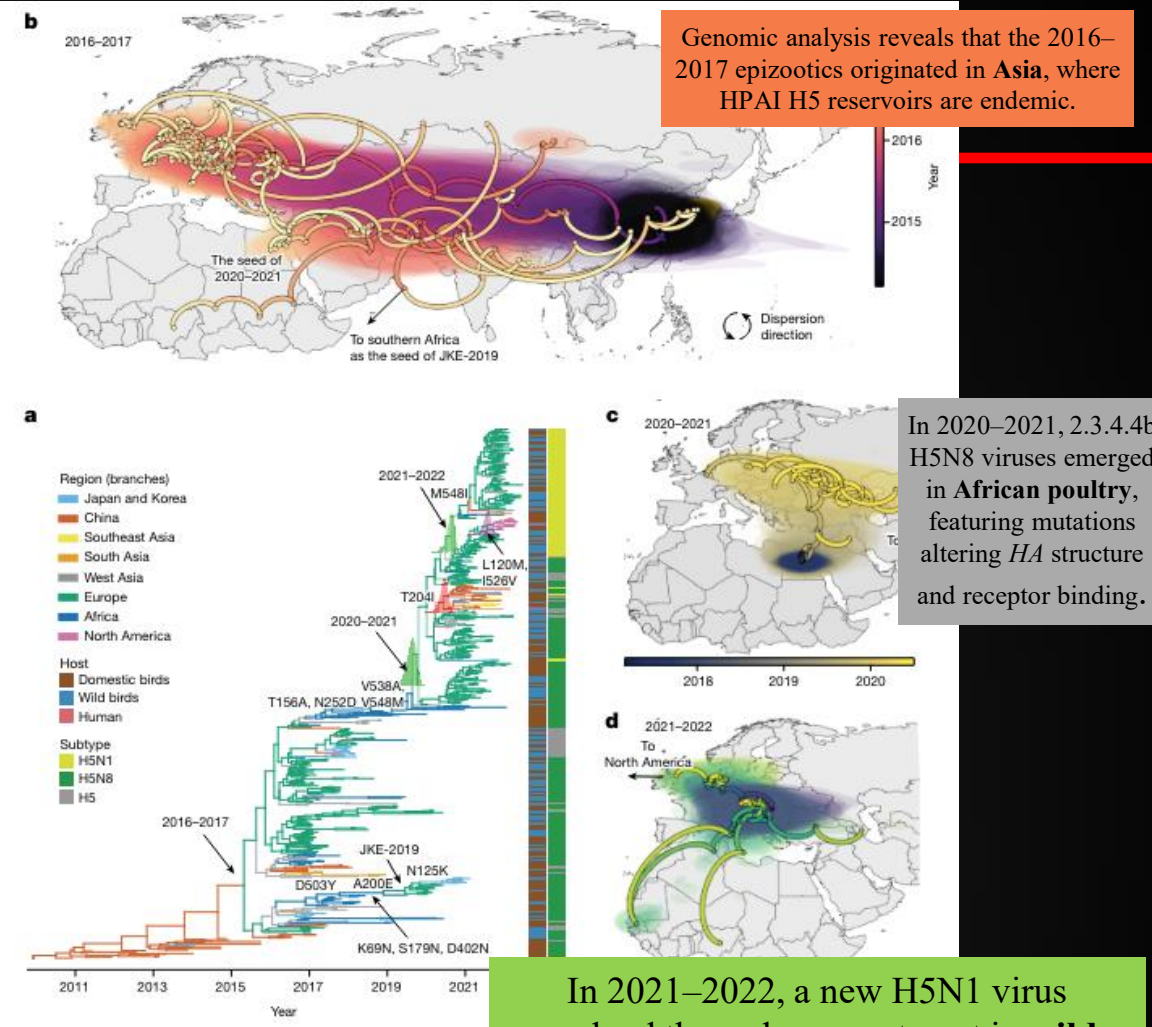 b
2016–2017
Genomic analysis reveals that the 2016–
2017 epizootics originated in Asia, where
HPAI H5 reservoirs are endemic.
2016
2015
Year
The seed of
2020–2021
To southern Africa
as the seed of JKE-2019
Dispersion
direction
a
Region (branches)
Japan and Korea
China
Southeast Asia
South Asia
West Asia
Europe
Africa
North America
Host
Domestic birds
Wild birds
Human
Subtype
H5N1
H5N8
H5
2021–2022
M548I
L120M,
I526V
T204I
2020–2021
V538A,
T156A, N252D, V548M
2016–2017
JKE-2019
N125K
D503Y
A200E
K69N, S179N, D402N
2011
2013
2015
2017
2019
2021
Year
c
2020–2021
To
2018
2019
2020
In 2020–2021, 2.3.4.4b
H5N8 viruses emerged
in African poultry,
featuring mutations
altering HA structure
and receptor binding.
d
2021–2022
To
North America
In 2021–2022, a new H5N1 virus